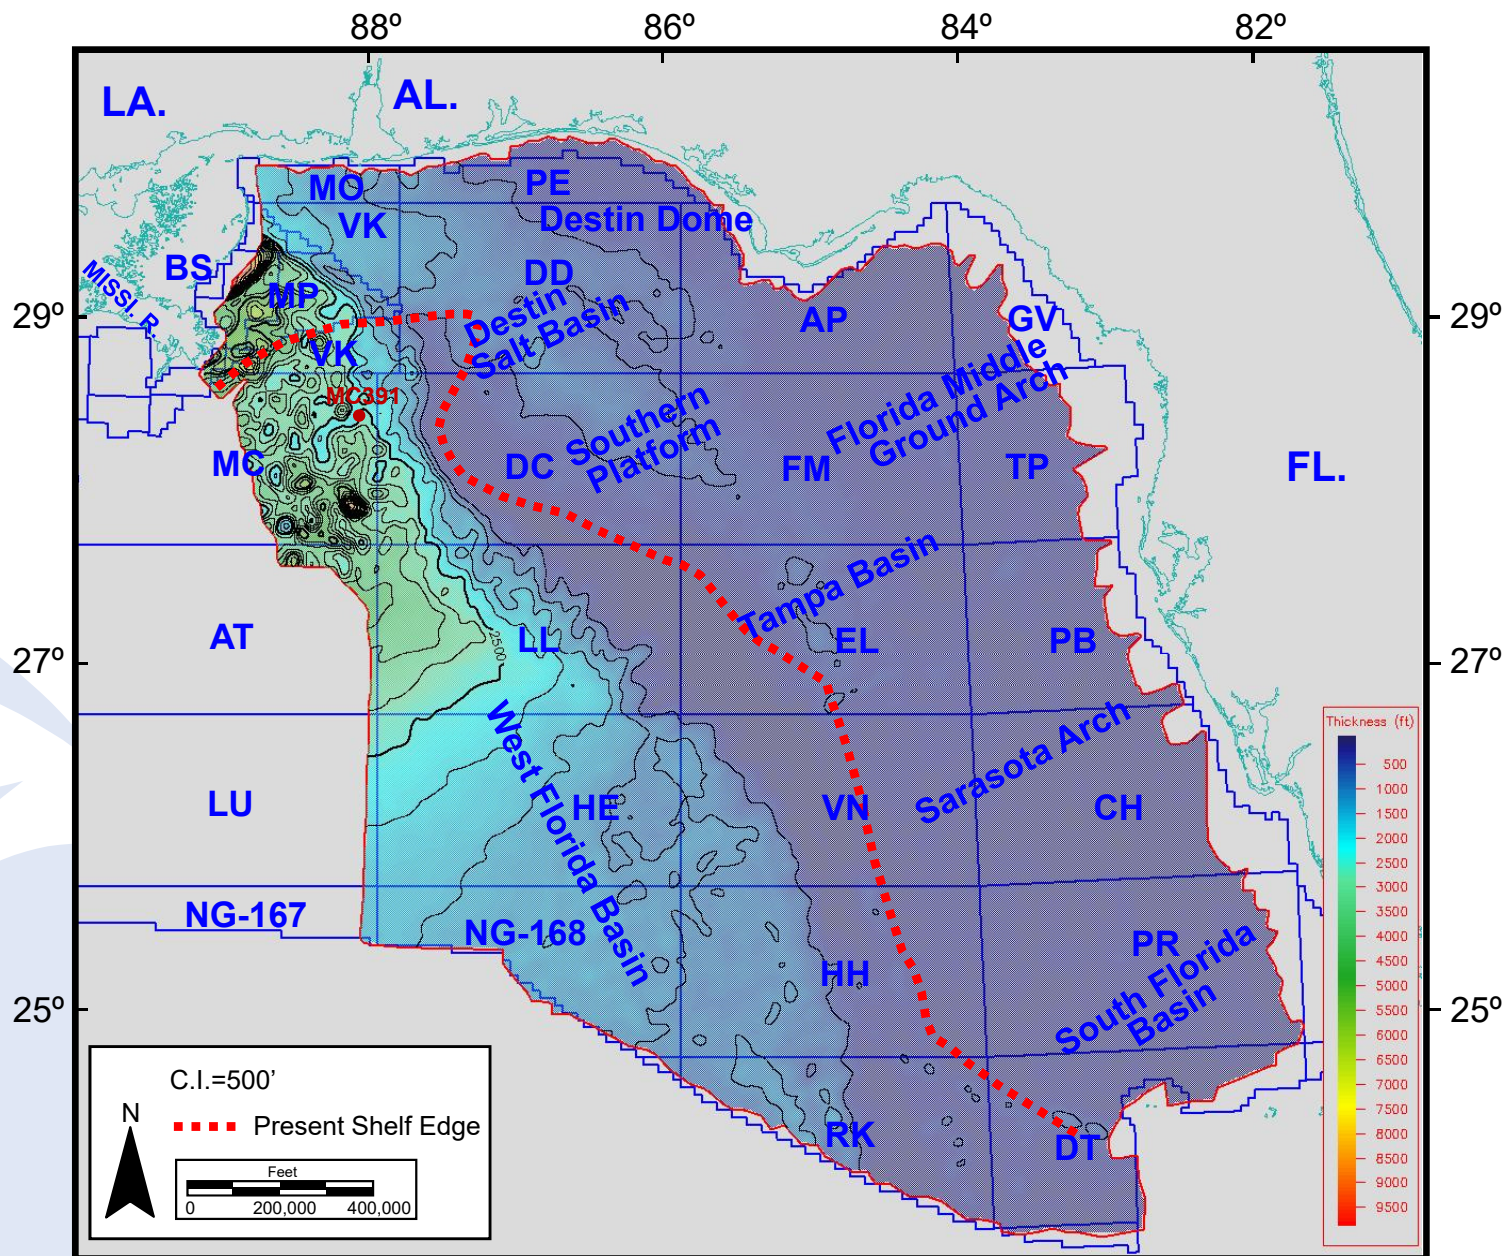 88º 86º 84º 82º
LA.
AL.
MO
PE
VK
Destin Dome
BS
DD
MISSI. R.
MP
29º
29º
Destin
Salt Basin
AP
GV
VK
MC391
Florida Middle
Ground Arch
Southern
Platform
MC
DC
FM
TP
FL.
Tampa Basin
AT
2500
LL
EL
PB
27º
27º
West Florida Basin
Sarasota Arch
LU
HE
VN
CH
NG-167
NG-168
HH
PR
South Florida
Basin
25º
25º
RK
DT
Thickness (ft)
500
1000
1500
2000
2500
3000
3500
4000
4500
5000
5500
6000
6500
7000
7500
8000
8500
9000
9500
C.I.=500’
N
Present Shelf Edge
Feet
0 200,000 400,000